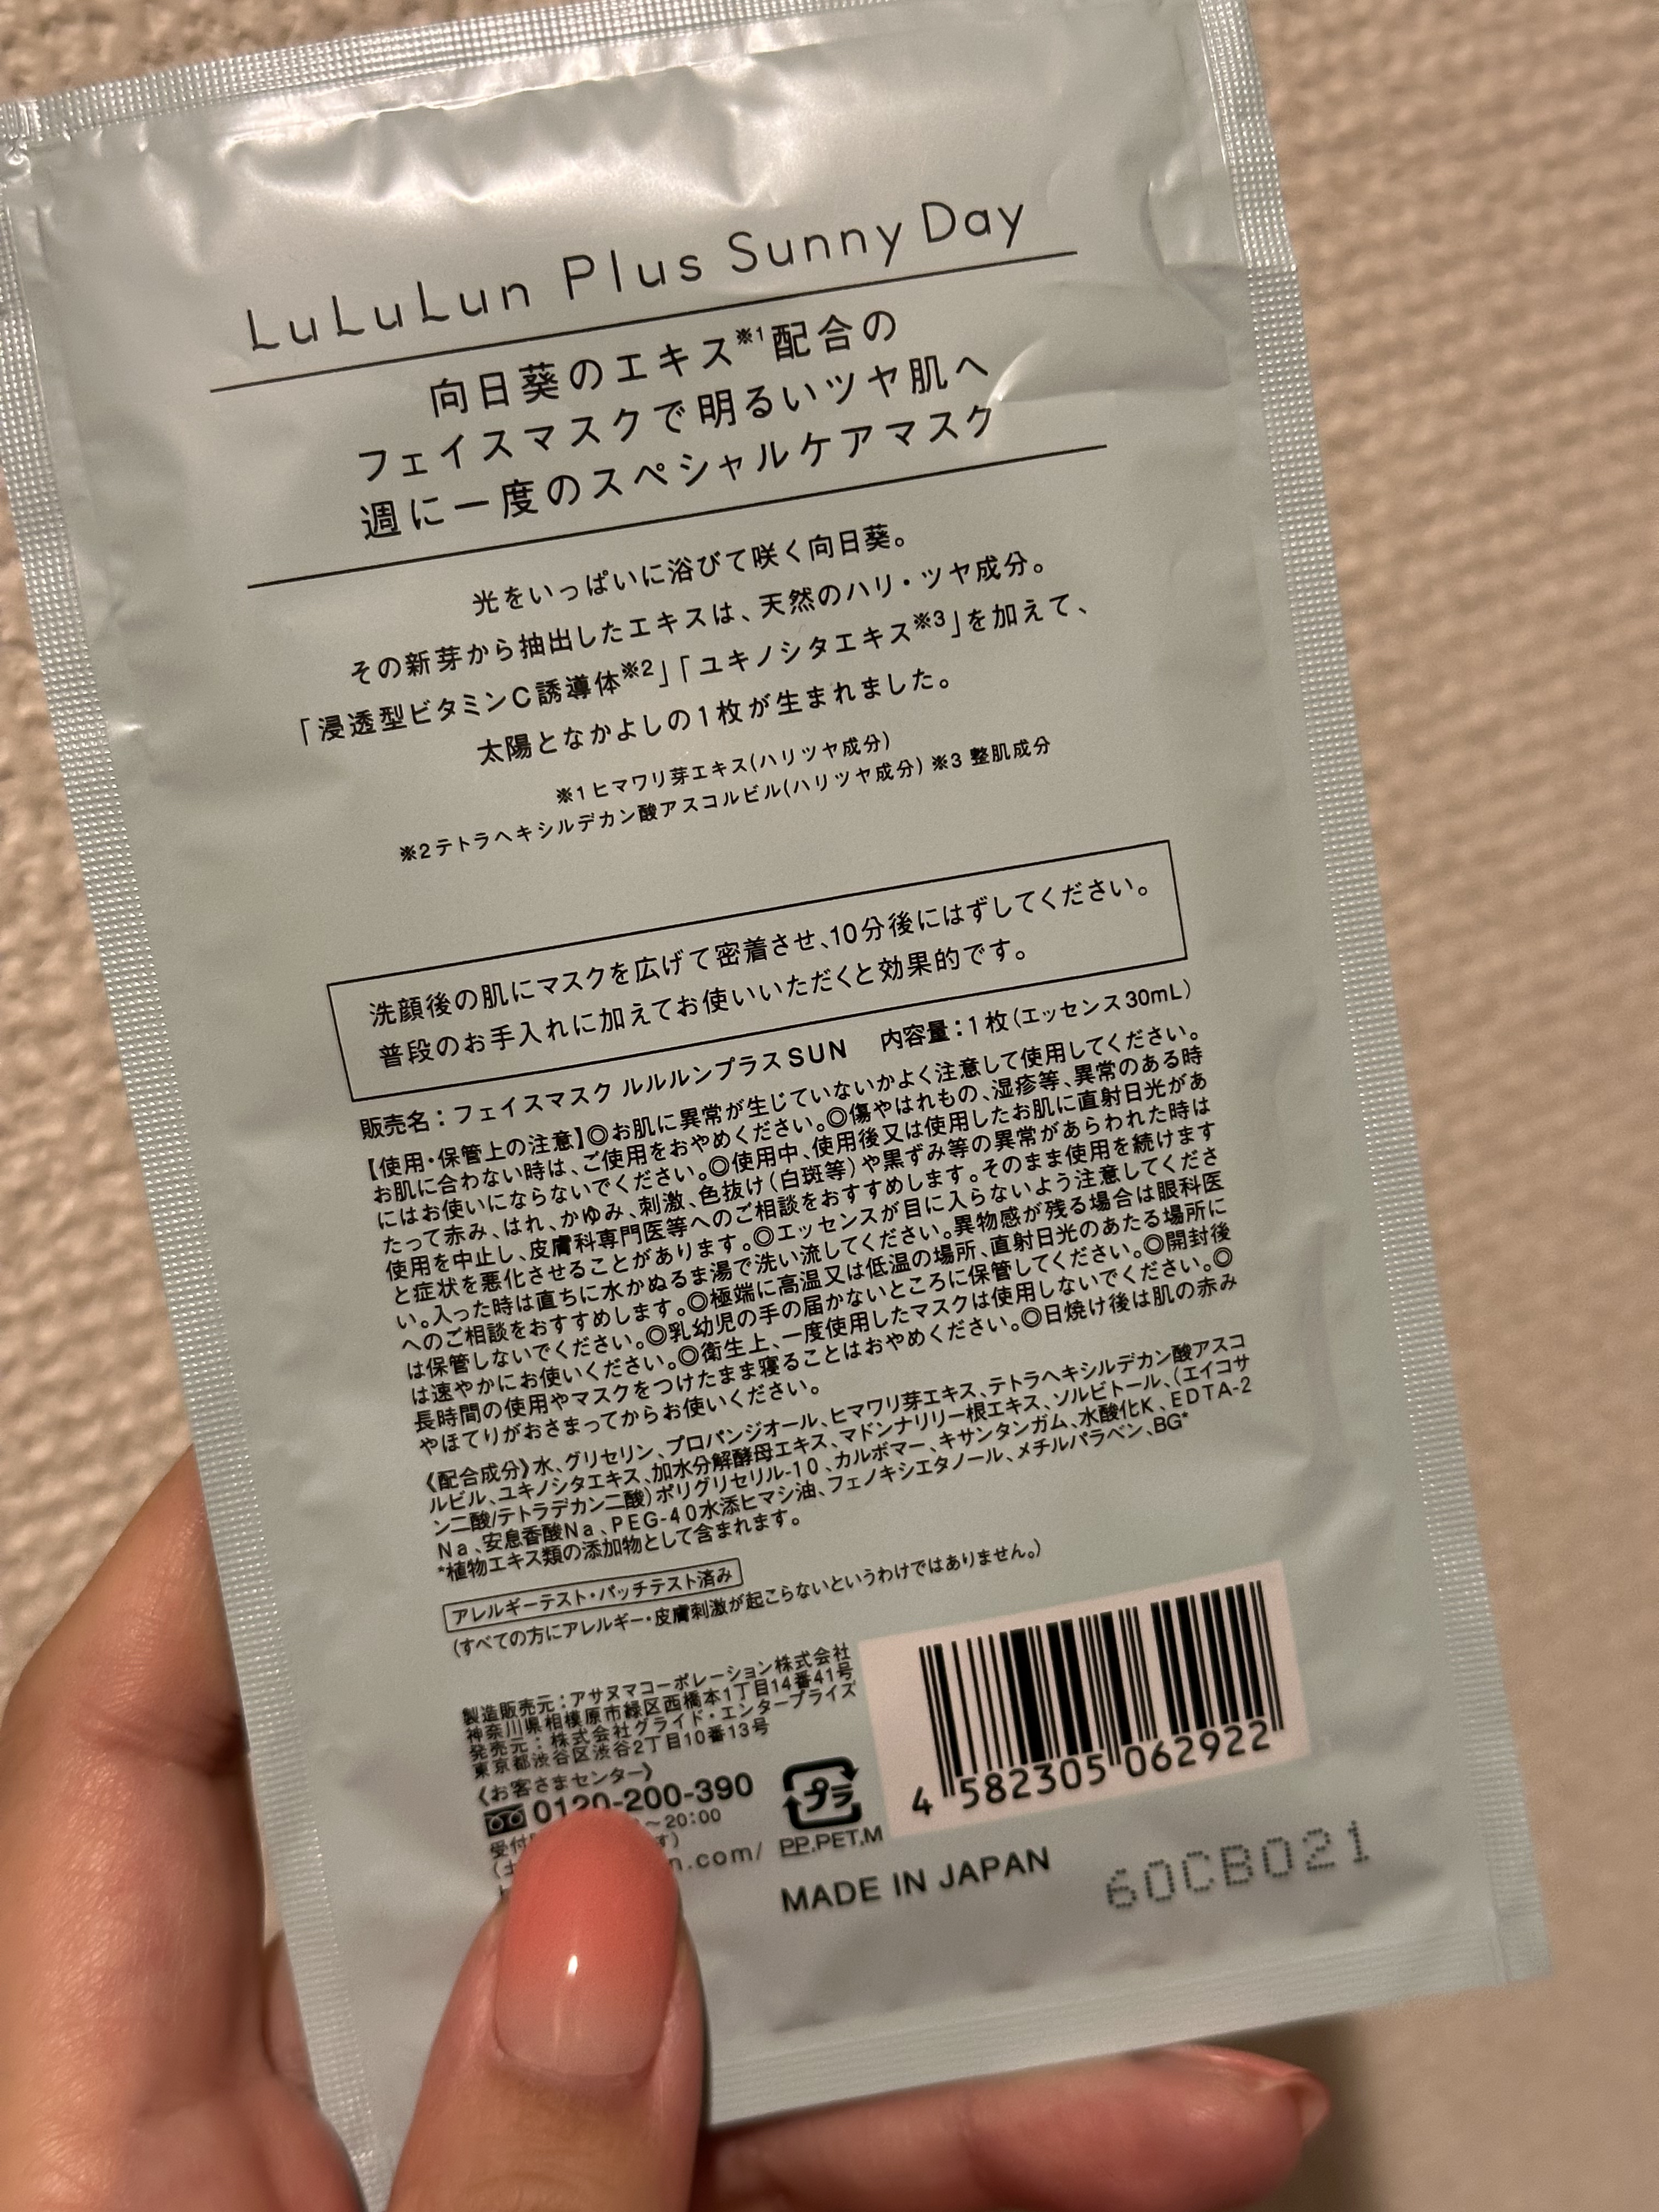 LuLuLun Plus Sunny Day
向日葵のエキス※1配合の
フェイスマスクで明るいツヤ肌へ
週に一度のスペシャルケアマスク
光をいっぱいに浴びて咲く向日葵。
その新芽から抽出したエキスは、天然のハリ・ツヤ成分。
「浸透型ビタミンC誘導体※2」「ユキノシタエキス※3」を加えて、
太陽となかよしの1枚が生まれました。
※1ヒマワリ芽エキス(ハリツヤ成分)
※2テトラヘキシルデカン酸アスコルビル(ハリツヤ成分) ※3 整肌成分
洗顔後の肌にマスクを広げて密着させ、10分後にはずしてください。
普段のお手入れに加えてお使いいただくと効果的です。
販売名：フェイスマスク ルルルンプラスSUN 内容量：1枚(エッセンス30mL)
【使用・保管上の注意】◎お肌に異常が生じていないかよく注意して使用してください。
お肌に合わない時は、ご使用をおやめください。◎傷やはれもの、湿疹等、異常のある時
にはお使いにならないでください。◎使用中、使用後又は使用したお肌に直射日光があ
たって赤み、はれ、かゆみ、刺激、色抜け(白斑等)や黒ずみ等の異常があらわれた時は
使用を中止し、皮膚科専門医等へのご相談をおすすめします。そのまま使用を続けます
と症状を悪化させることがあります。◎エッセンスが目に入らないよう注意してくださ
い。入った時は直ちに水かぬるま湯で洗い流してください。異物感が残る場合は眼科医
へのご相談をおすすめします。◎極端に高温又は低温の場所、直射日光のあたる場所に
は保管しないでください。◎乳幼児の手の届かないところに保管してください。◎開封後
は速やかにお使いください。◎衛生上、一度使用したマスクは使用しないでください。◎
長時間の使用やマスクをつけたまま寝ることはおやめください。◎日焼け後は肌の赤み
やほてりがおさまってからお使いください。
《配合成分》水、グリセリン、プロパンジオール、ヒマワリ芽エキス、テトラヘキシルデカン酸アスコ
ルビル、ユキノシタエキス、加水分解酵母エキス、マドンナリリー根エキス、ソルビトール、(エイコサ
ン二酸/テトラデカン二酸)ポリグリセリル-10、カルボマー、キサンタンガム、水酸化K、EDTA-2
Na、安息香酸Na、PEG-40水添ヒマシ油、フェノキシエタノール、メチルパラベン、BG*
*植物エキス類の添加物として含まれます。
アレルギーテスト・パッチテスト済み
(すべての方にアレルギー・皮膚刺激が起こらないというわけではありません。)
製造販売元：アサヌマコーポレーション株式会社
神奈川県相模原市緑区西橋本1丁目14番41号
発売元：株式会社グライド・エンタープライズ
東京都渋谷区渋谷2丁目10番13号
《お客さまセンター》
0120-200-390
受付 ～20:00
n.com/
プラ
PP,PET,M
4 582305 062922
MADE IN JAPAN
60CB021